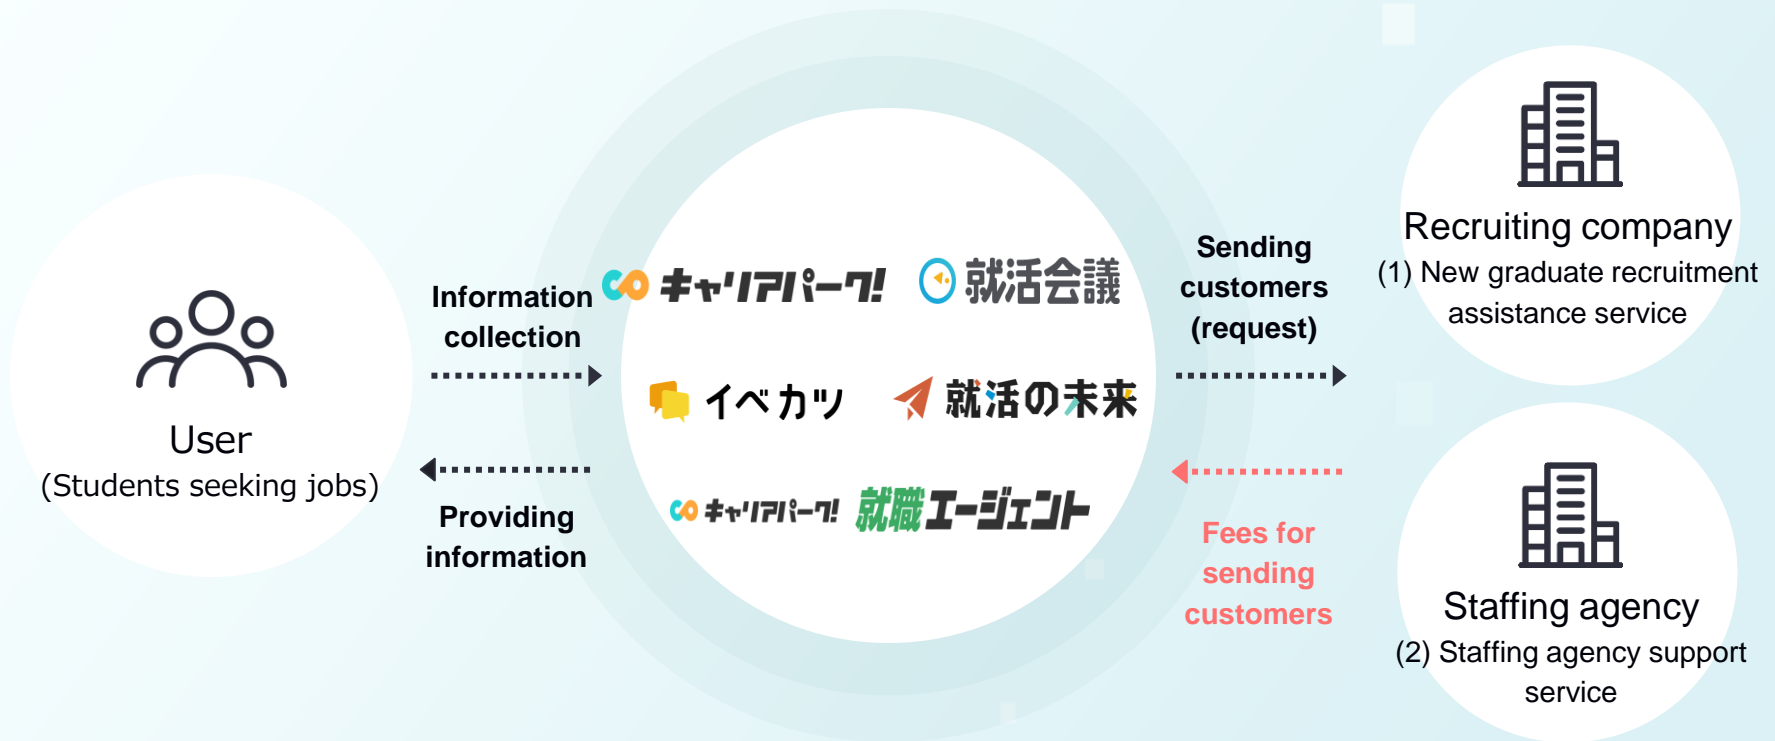 User
(Students seeking jobs)
Information
collection
Providing
information
キャリアパーク!
就活会議
イベカツ
就活の未来
キャリアパーク! 就職エージェント
Sending
customers
(request)
Fees for
sending
customers
Recruiting company
(1) New graduate recruitment
assistance service
Staffing agency
(2) Staffing agency support
service